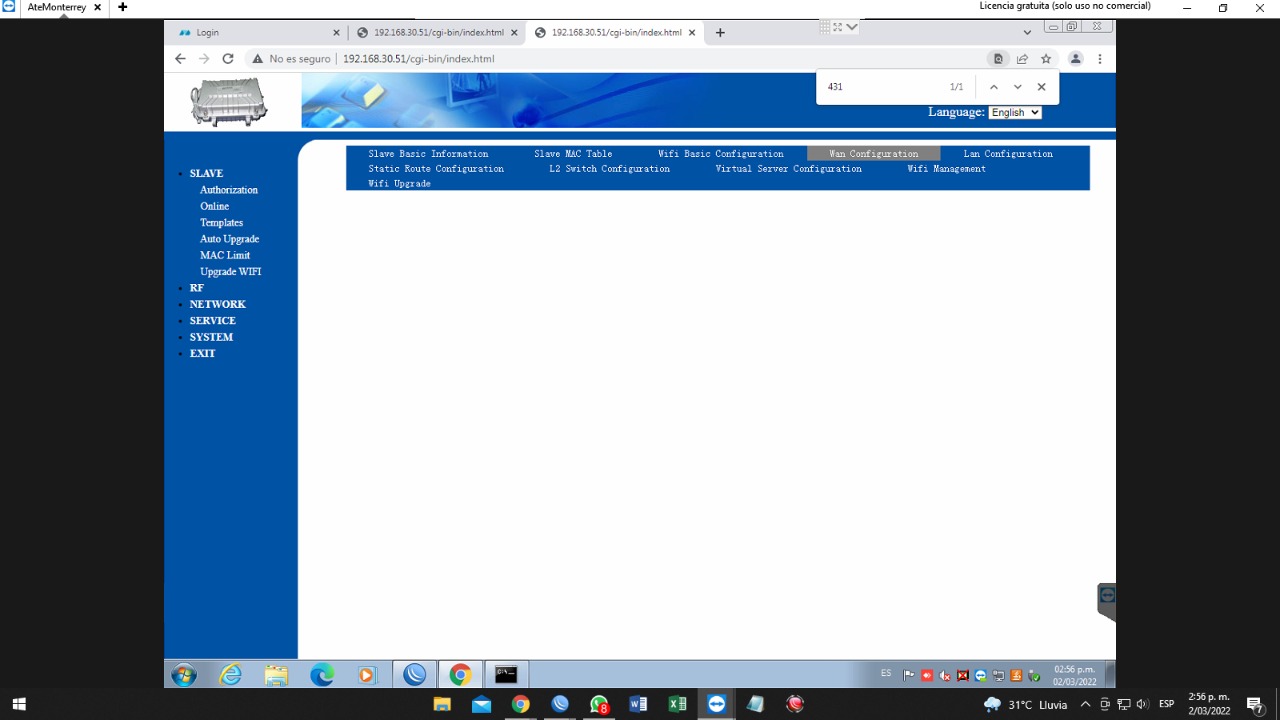 AteMonterrey
Licencia gratuita (solo uso no comercial)
Login
192.168.30.51/cgi-bin/index.html
192.168.30.51/cgi-bin/index.html
No es seguro
192.168.30.51/cgi-bin/index.html
431
1/1
Language: English
Slave Basic Information Slave MAC Table Wifi Basic Configuration Wan Configuration Lan Configuration
Static Route Configuration L2 Switch Configuration Virtual Server Configuration Wifi Management
Wifi Upgrade
SLAVE
Authorization
Online
Templates
Auto Upgrade
MAC Limit
Upgrade WIFI
RF
NETWORK
SERVICE
SYSTEM
EXIT
ES
02:56 p.m.
02/03/2022
8
31°C Lluvia
ESP
2:56 p. m.
2/03/2022
7